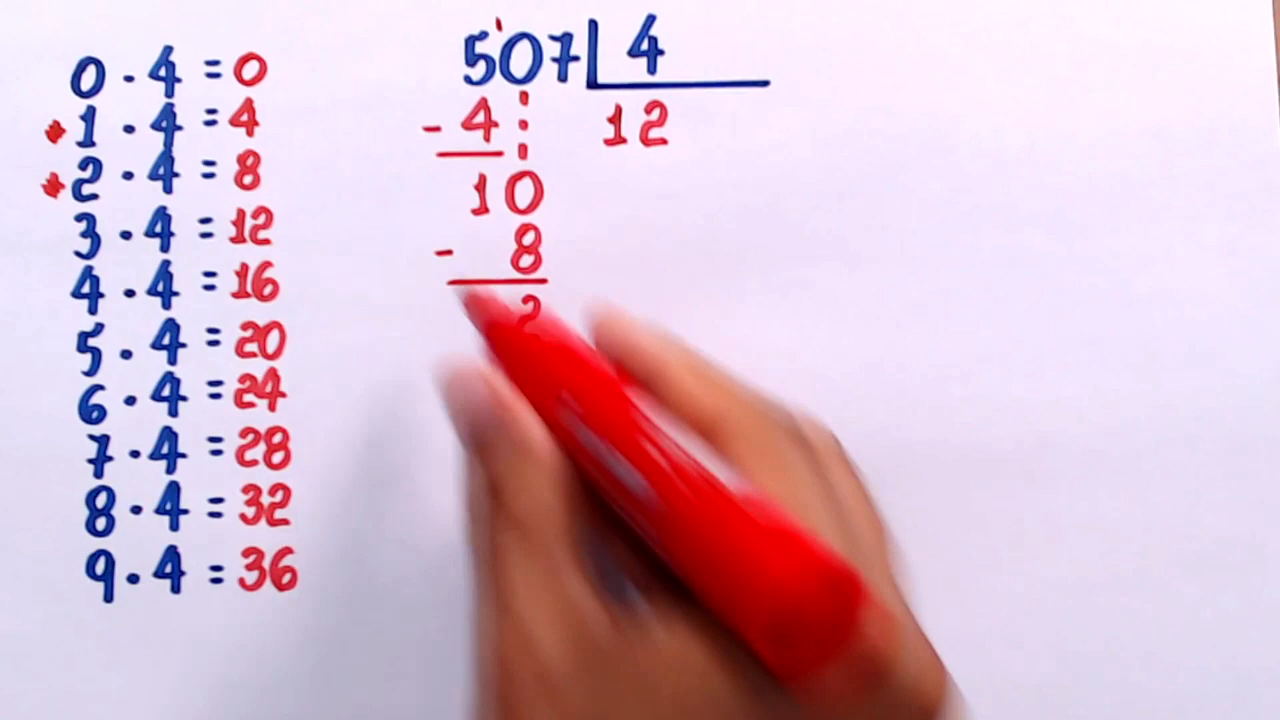 0 · 4 = 0
1 · 4 = 4
2 · 4 = 8
3 · 4 = 12
4 · 4 = 16
5 · 4 = 20
6 · 4 = 24
7 · 4 = 28
8 · 4 = 32
9 · 4 = 36
507 4
- 4 12
10
- 8
2